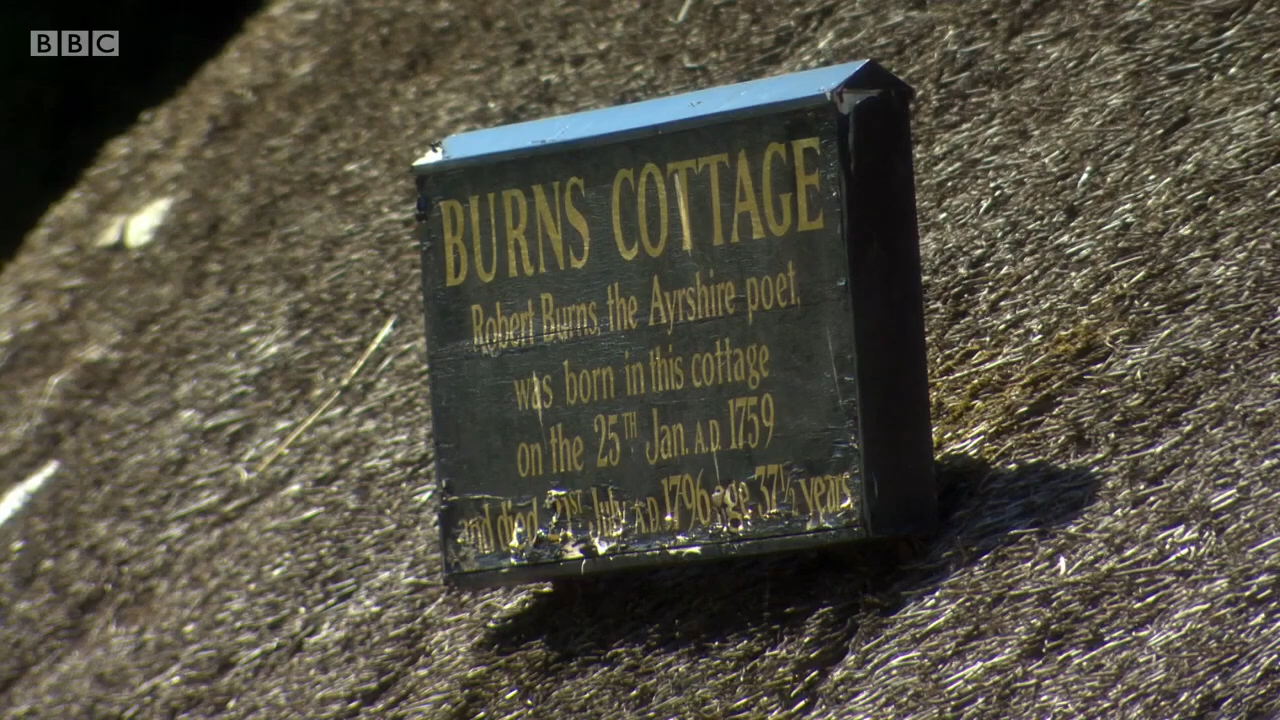 BBC
BURNS COTTAGE
Robert Burns, the Ayrshire poet,
was born in this cottage
on the 25TH Jan. A.D. 1759
and died 21ST July A.D. 1796 age 37½ years